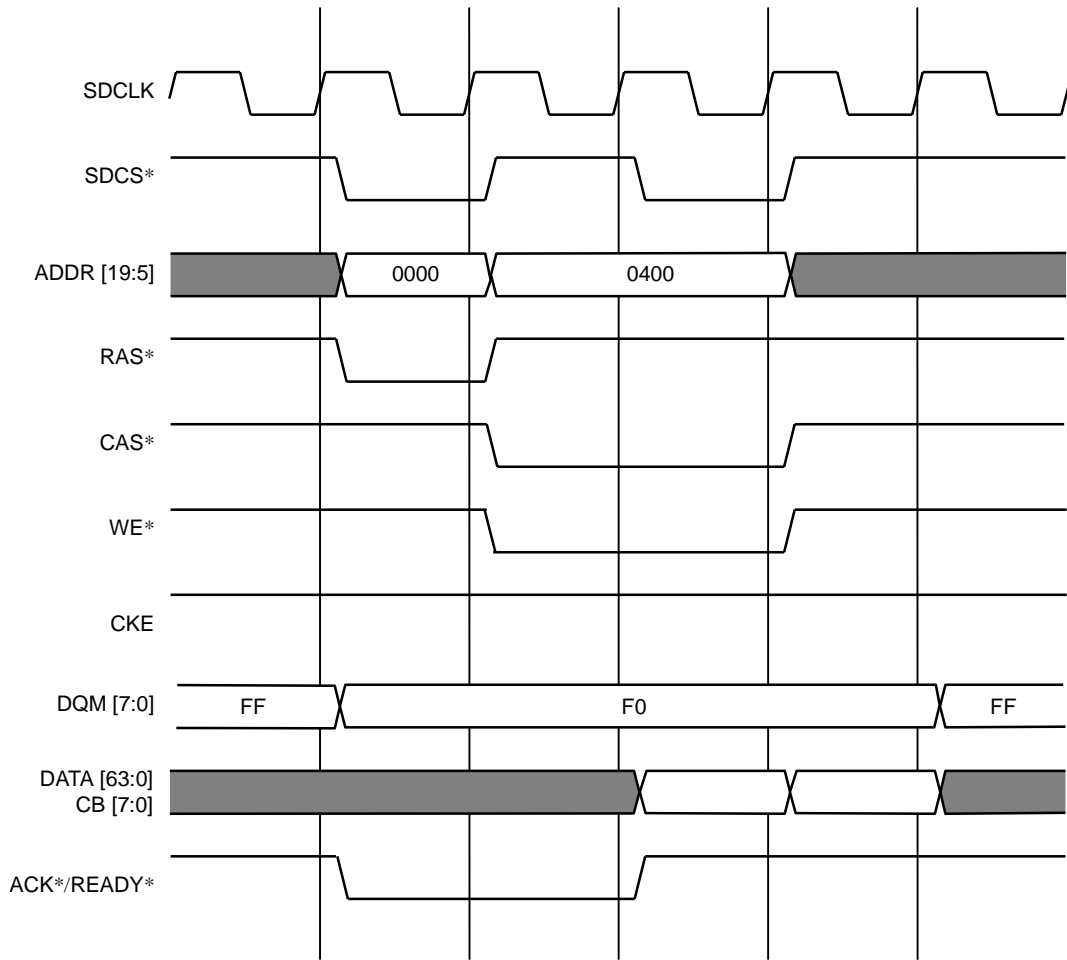 SDCLK
SDCS*
ADDR [19:5]
0000
0400
RAS*
CAS*
WE*
CKE
DQM [7:0]
FF
F0
FF
DATA [63:0]
CB [7:0]
ACK*/READY*